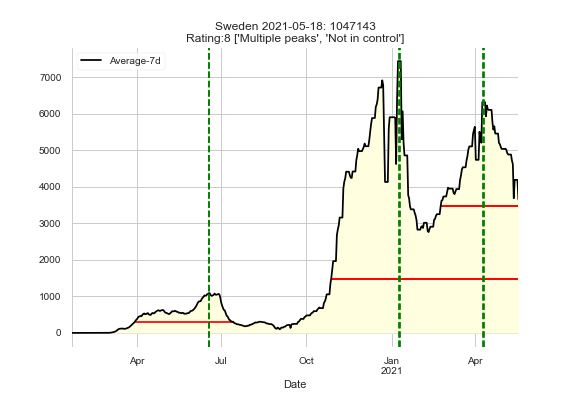 Sweden 2021-05-18: 1047143
Rating:8 ['Multiple peaks', 'Not in control']
Average-7d
7000
6000
5000
4000
3000
2000
1000
0
Apr Jul Oct Jan Apr
2021
Date